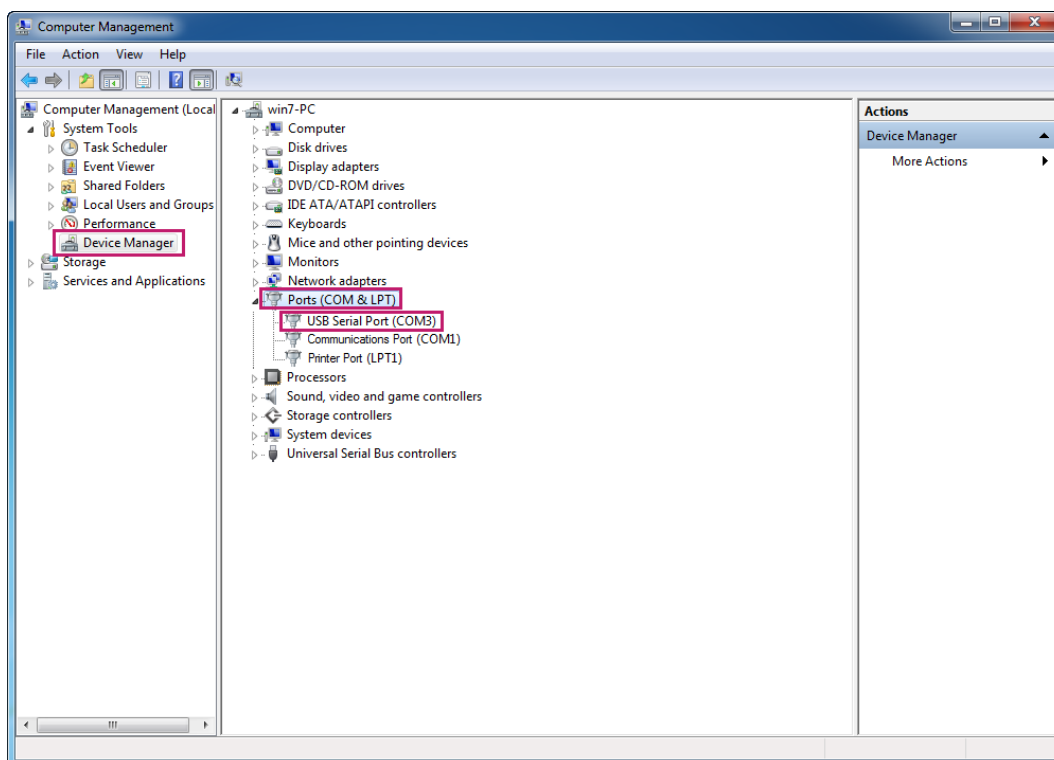 Computer Management
File Action View Help
Computer Management (Local
System Tools
Task Scheduler
Event Viewer
Shared Folders
Local Users and Groups
Performance
Device Manager
Storage
Services and Applications
win7-PC
Computer
Disk drives
Display adapters
DVD/CD-ROM drives
IDE ATA/ATAPI controllers
Keyboards
Mice and other pointing devices
Monitors
Network adapters
Ports (COM & LPT)
USB Serial Port (COM3)
Communications Port (COM1)
Printer Port (LPT1)
Processors
Sound, video and game controllers
Storage controllers
System devices
Universal Serial Bus controllers
Actions
Device Manager
More Actions